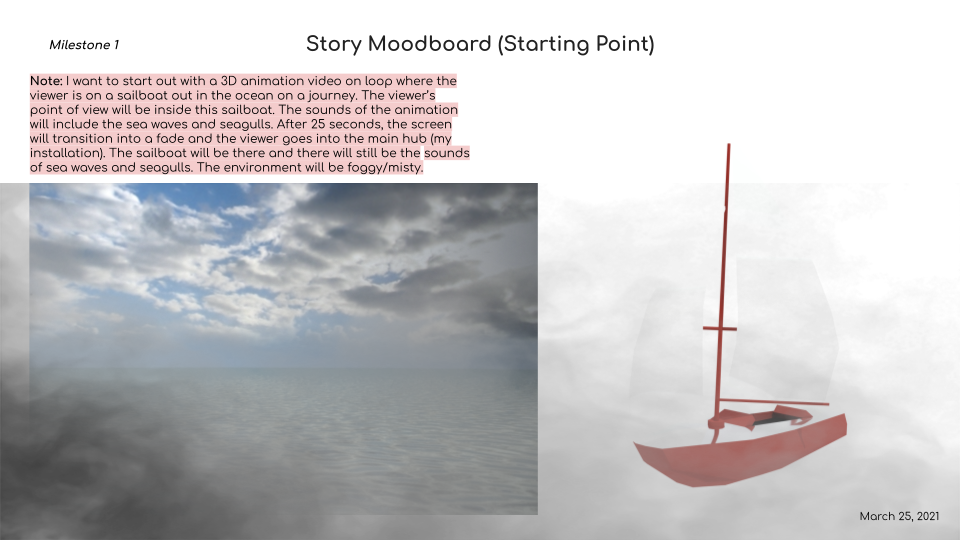 Milestone 1
Story Moodboard (Starting Point)
Note: I want to start out with a 3D animation video on loop where the
viewer is on a sailboat out in the ocean on a journey. The viewer's
point of view will be inside this sailboat. The sounds of the animation
will include the sea waves and seagulls. After 25 seconds, the screen
will transition into a fade and the viewer goes into the main hub (my
installation). The sailboat will be there and there will still be the sounds
of sea waves and seagulls. The environment will be foggy/misty.
March 25, 2021